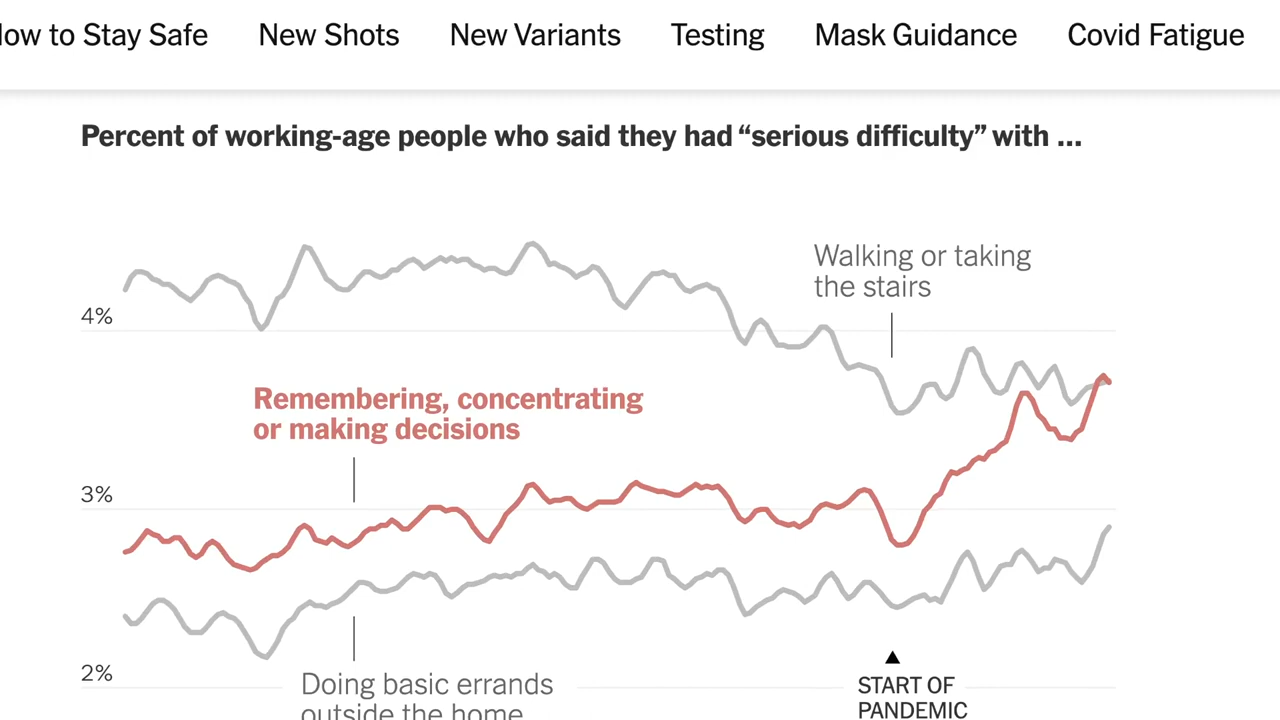 to Stay Safe New Shots New Variants Testing Mask Guidance Covid Fatigue
Percent of working-age people who said they had “serious difficulty” with ...
Walking or taking
the stairs
4%
Remembering, concentrating
or making decisions
3%
2%
Doing basic errands
outside the home
START OF
PANDEMIC